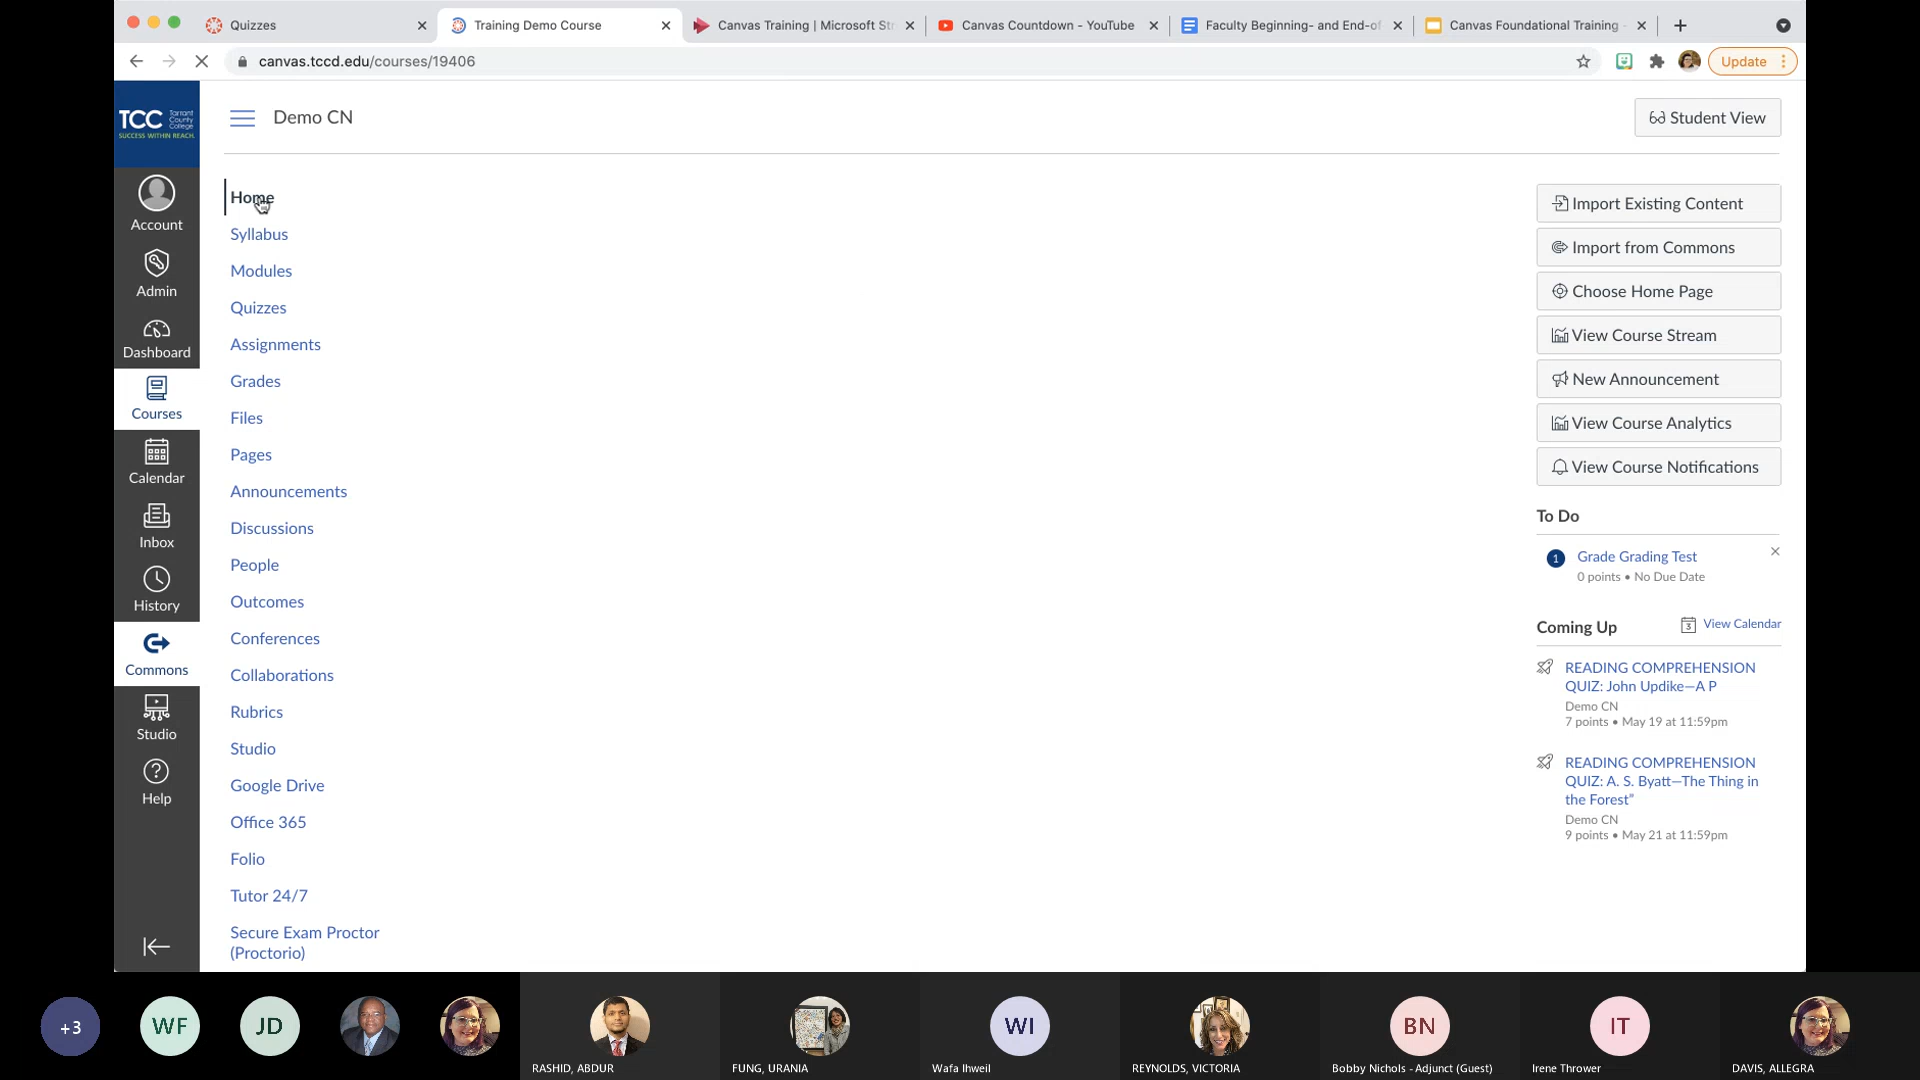 Quizzes
Training Demo Course
Canvas Training | Microsoft Str
Canvas Countdown - YouTube
Faculty Beginning- and End-of
Canvas Foundational Training -
canvas.tccd.edu/courses/19406
Update
TCC Tarrant County College
SUCCESS WITHIN REACH.
Demo CN
Student View
Account
Admin
Dashboard
Courses
Calendar
Inbox
History
Commons
Studio
Help
Home
Syllabus
Modules
Quizzes
Assignments
Grades
Files
Pages
Announcements
Discussions
People
Outcomes
Conferences
Collaborations
Rubrics
Studio
Google Drive
Office 365
Folio
Tutor 24/7
Secure Exam Proctor
(Proctorio)
Import Existing Content
Import from Commons
Choose Home Page
View Course Stream
New Announcement
View Course Analytics
View Course Notifications
To Do
1
Grade Grading Test
0 points • No Due Date
Coming Up
3 View Calendar
READING COMPREHENSION
QUIZ: John Updike—A P
Demo CN
7 points • May 19 at 11:59pm
READING COMPREHENSION
QUIZ: A. S. Byatt—The Thing in
the Forest”
Demo CN
9 points • May 21 at 11:59pm
+3
WF
JD
RASHID, ABDUR
FUNG, URANIA
WI
Wafa Ihweil
REYNOLDS, VICTORIA
BN
Bobby Nichols - Adjunct (Guest)
IT
Irene Thrower
DAVIS, ALLEGRA